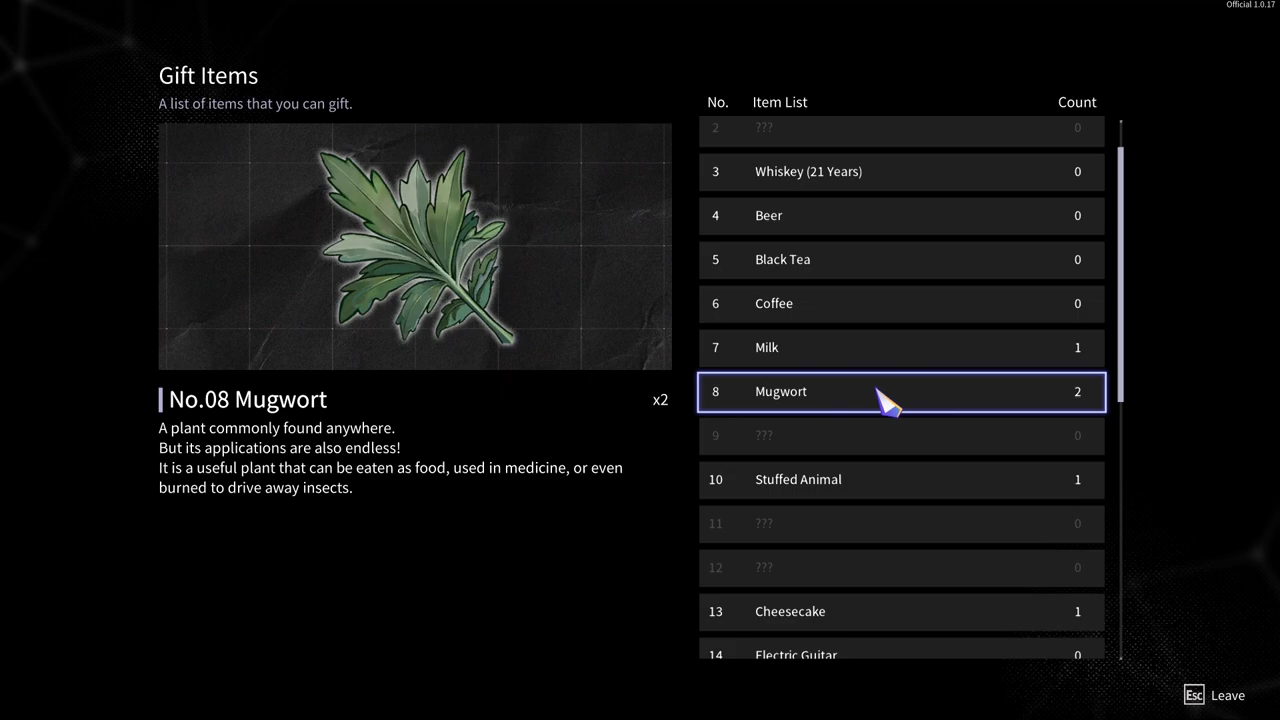 Official 1.0.17
Gift Items
A list of items that you can gift.
No. Item List Count
2 ??? 0
3 Whiskey (21 Years) 0
4 Beer 0
5 Black Tea 0
6 Coffee 0
7 Milk 1
8 Mugwort 2
9 ??? 0
10 Stuffed Animal 1
11 ??? 0
12 ??? 0
13 Cheesecake 1
14 Electric Guitar 0
No.08 Mugwort x2
A plant commonly found anywhere.
But its applications are also endless!
It is a useful plant that can be eaten as food, used in medicine, or even
burned to drive away insects.
Esc Leave